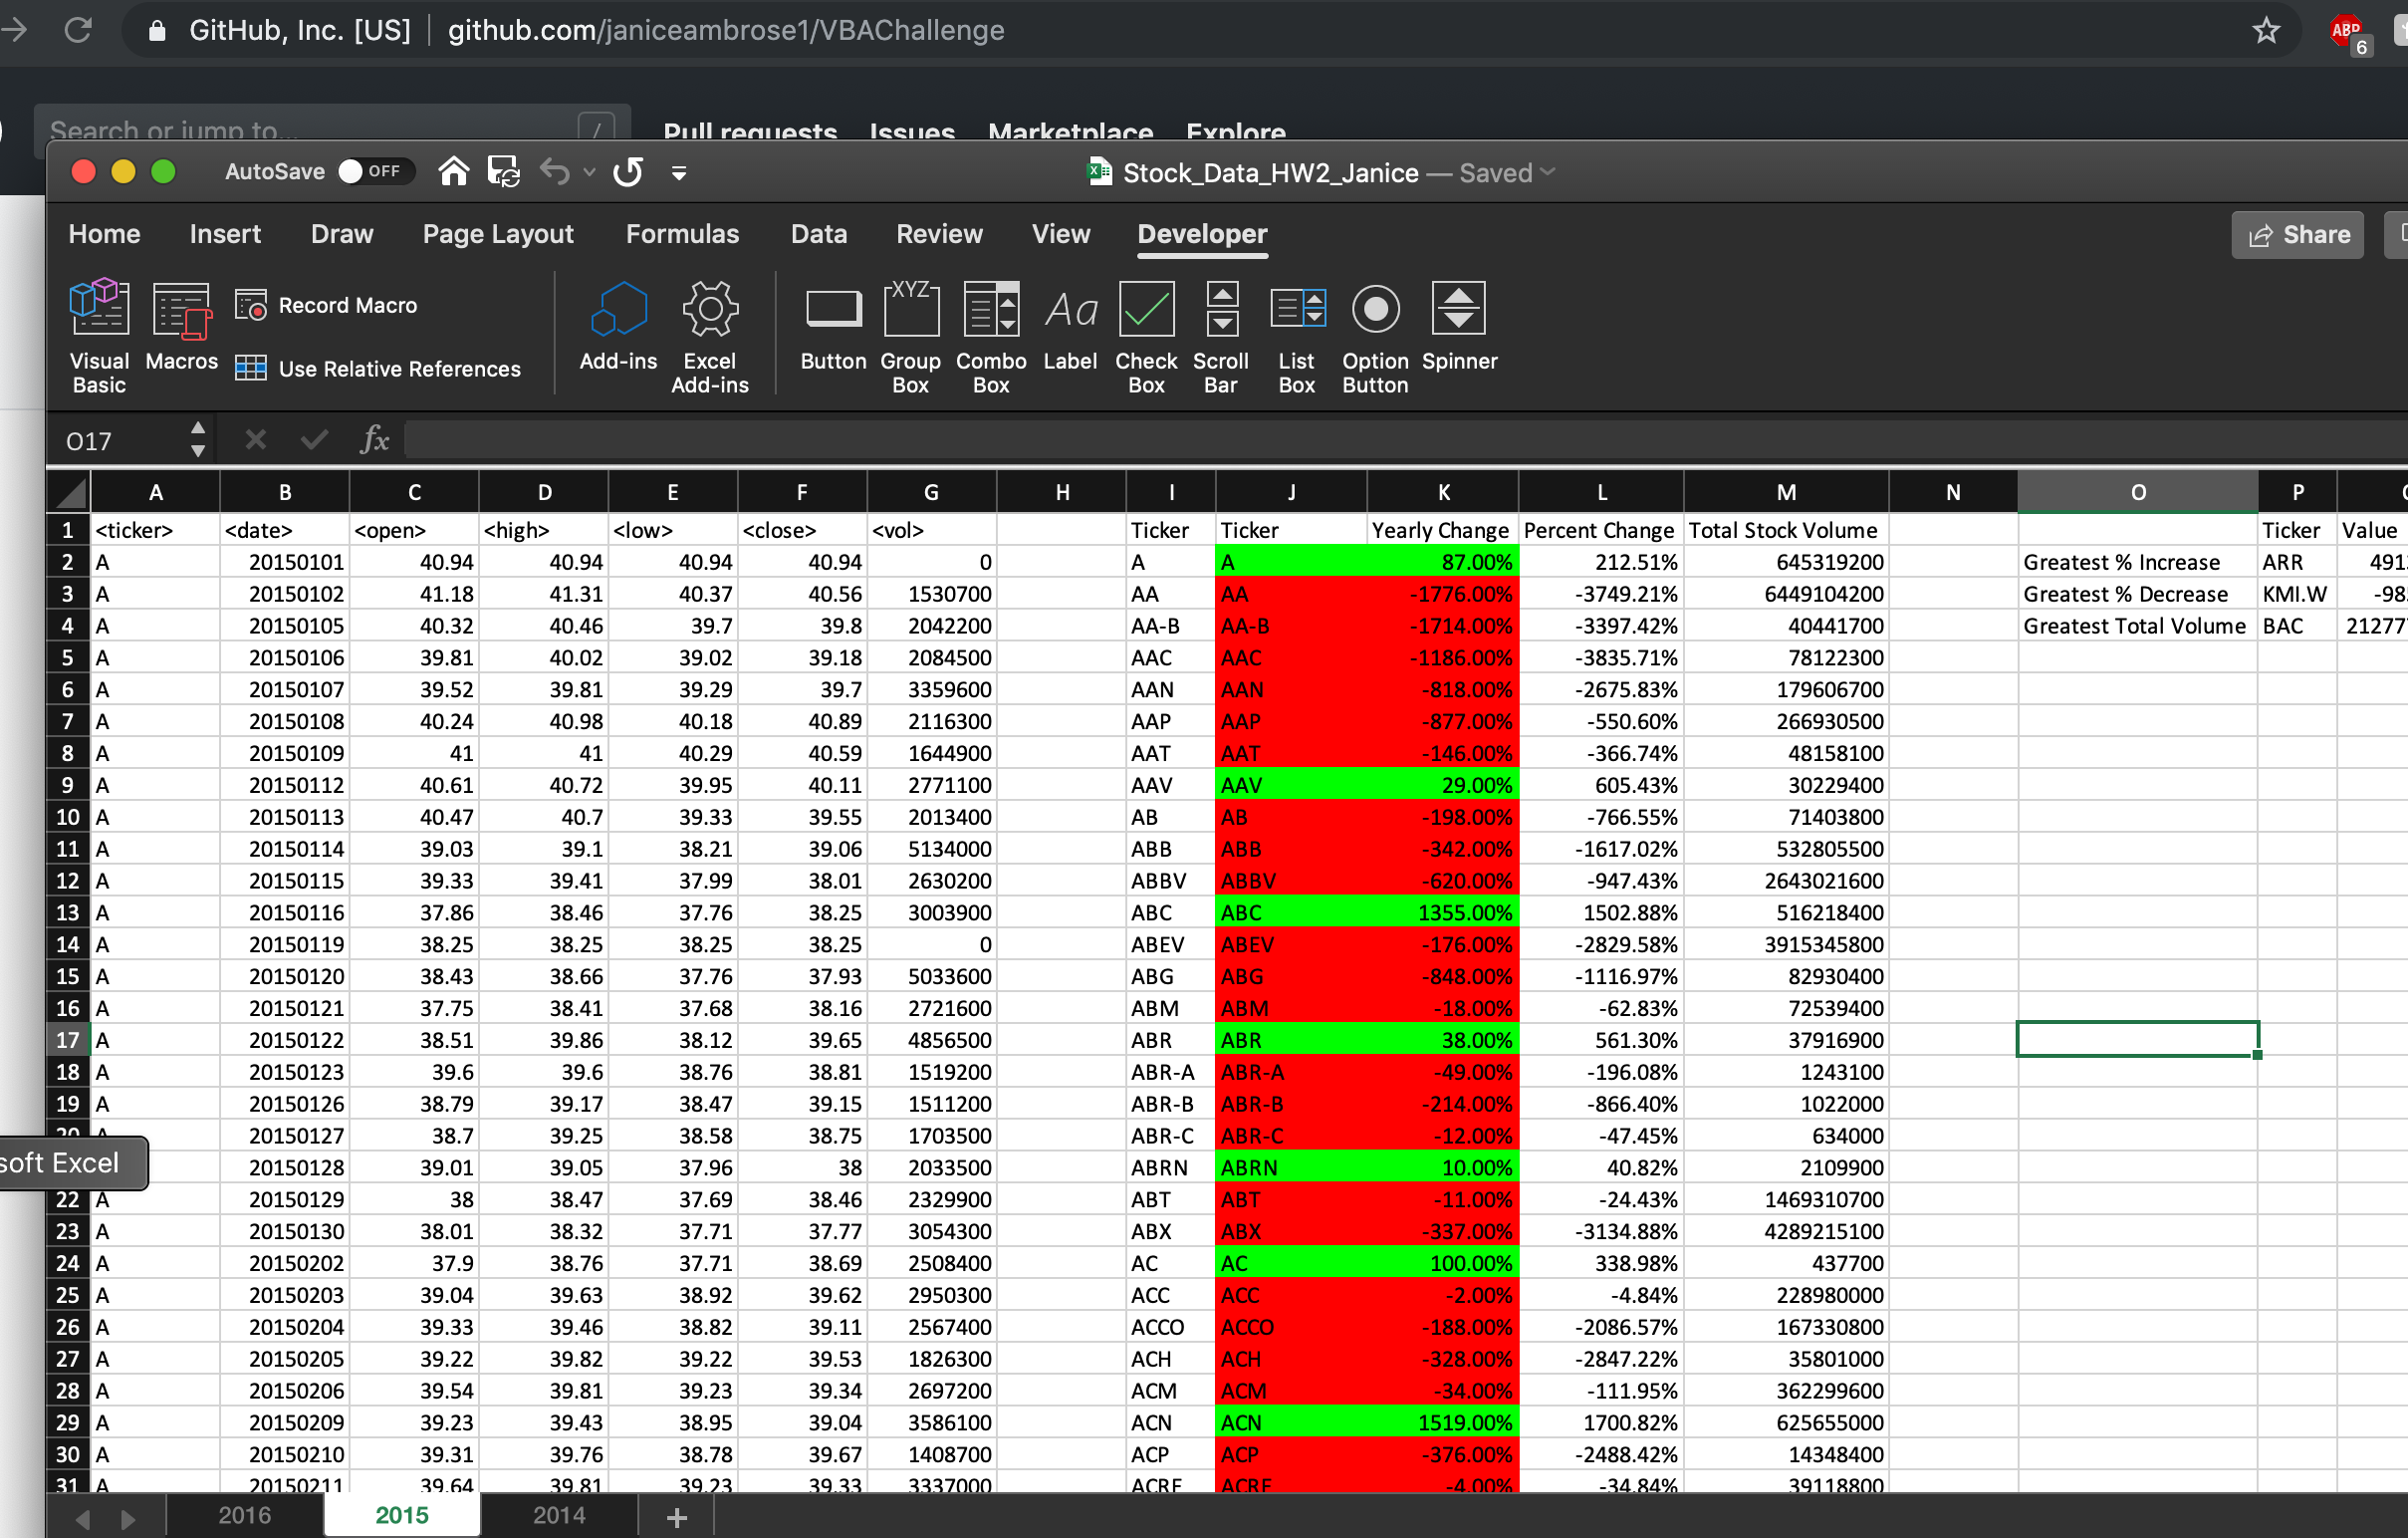 GitHub, Inc. [US] | github.com/janiceambrose1/VBAChallenge ABP 6
Search or jump to... / Pull requests Issues Marketplace Explore
AutoSave OFF Stock_Data_HW2_Janice — Saved
Home Insert Draw Page Layout Formulas Data Review View Developer Share
Visual Basic Macros Record Macro Use Relative References Add-ins Excel Add-ins Button XYZ Group Box Combo Box Aa Label Check Box Scroll Bar List Box Option Button Spinner
O17 fx
A B C D E F G H I J K L M N O P
1 <ticker> <date> <open> <high> <low> <close> <vol> Ticker Ticker Yearly Change Percent Change Total Stock Volume Ticker Value
2 A 20150101 40.94 40.94 40.94 40.94 0 A A 87.00% 212.51% 645319200 Greatest % Increase ARR 491
3 A 20150102 41.18 41.31 40.37 40.56 1530700 AA AA -1776.00% -3749.21% 6449104200 Greatest % Decrease KMI.W -98
4 A 20150105 40.32 40.46 39.7 39.8 2042200 AA-B AA-B -1714.00% -3397.42% 40441700 Greatest Total Volume BAC 21277
5 A 20150106 39.81 40.02 39.02 39.18 2084500 AAC AAC -1186.00% -3835.71% 78122300
6 A 20150107 39.52 39.81 39.29 39.7 3359600 AAN AAN -818.00% -2675.83% 179606700
7 A 20150108 40.24 40.98 40.18 40.89 2116300 AAP AAP -877.00% -550.60% 266930500
8 A 20150109 41 41 40.29 40.59 1644900 AAT AAT -146.00% -366.74% 48158100
9 A 20150112 40.61 40.72 39.95 40.11 2771100 AAV AAV 29.00% 605.43% 30229400
10 A 20150113 40.47 40.7 39.33 39.55 2013400 AB AB -198.00% -766.55% 71403800
11 A 20150114 39.03 39.1 38.21 39.06 5134000 ABB ABB -342.00% -1617.02% 532805500
12 A 20150115 39.33 39.41 37.99 38.01 2630200 ABBV ABBV -620.00% -947.43% 2643021600
13 A 20150116 37.86 38.46 37.76 38.25 3003900 ABC ABC 1355.00% 1502.88% 516218400
14 A 20150119 38.25 38.25 38.25 38.25 0 ABEV ABEV -176.00% -2829.58% 3915345800
15 A 20150120 38.43 38.66 37.76 37.93 5033600 ABG ABG -848.00% -1116.97% 82930400
16 A 20150121 37.75 38.41 37.68 38.16 2721600 ABM ABM -18.00% -62.83% 72539400
17 A 20150122 38.51 39.86 38.12 39.65 4856500 ABR ABR 38.00% 561.30% 37916900
18 A 20150123 39.6 39.6 38.76 38.81 1519200 ABR-A ABR-A -49.00% -196.08% 1243100
19 A 20150126 38.79 39.17 38.47 39.15 1511200 ABR-B ABR-B -214.00% -866.40% 1022000
20 A 20150127 38.7 39.25 38.58 38.75 1703500 ABR-C ABR-C -12.00% -47.45% 634000
soft Excel 20150128 39.01 39.05 37.96 38 2033500 ABRN ABRN 10.00% 40.82% 2109900
22 A 20150129 38 38.47 37.69 38.46 2329900 ABT ABT -11.00% -24.43% 1469310700
23 A 20150130 38.01 38.32 37.71 37.77 3054300 ABX ABX -337.00% -3134.88% 4289215100
24 A 20150202 37.9 38.76 37.71 38.69 2508400 AC AC 100.00% 338.98% 437700
25 A 20150203 39.04 39.63 38.92 39.62 2950300 ACC ACC -2.00% -4.84% 228980000
26 A 20150204 39.33 39.46 38.82 39.11 2567400 ACCO ACCO -188.00% -2086.57% 167330800
27 A 20150205 39.22 39.82 39.22 39.53 1826300 ACH ACH -328.00% -2847.22% 35801000
28 A 20150206 39.54 39.81 39.23 39.34 2697200 ACM ACM -34.00% -111.95% 362299600
29 A 20150209 39.23 39.43 38.95 39.04 3586100 ACN ACN 1519.00% 1700.82% 625655000
30 A 20150210 39.31 39.76 38.78 39.67 1408700 ACP ACP -376.00% -2488.42% 14348400
31 A 20150211 39.64 39.81 39.23 39.33 3337000 ACRE ACRE -4.00% -34.84% 39118800
2016 2015 2014 +